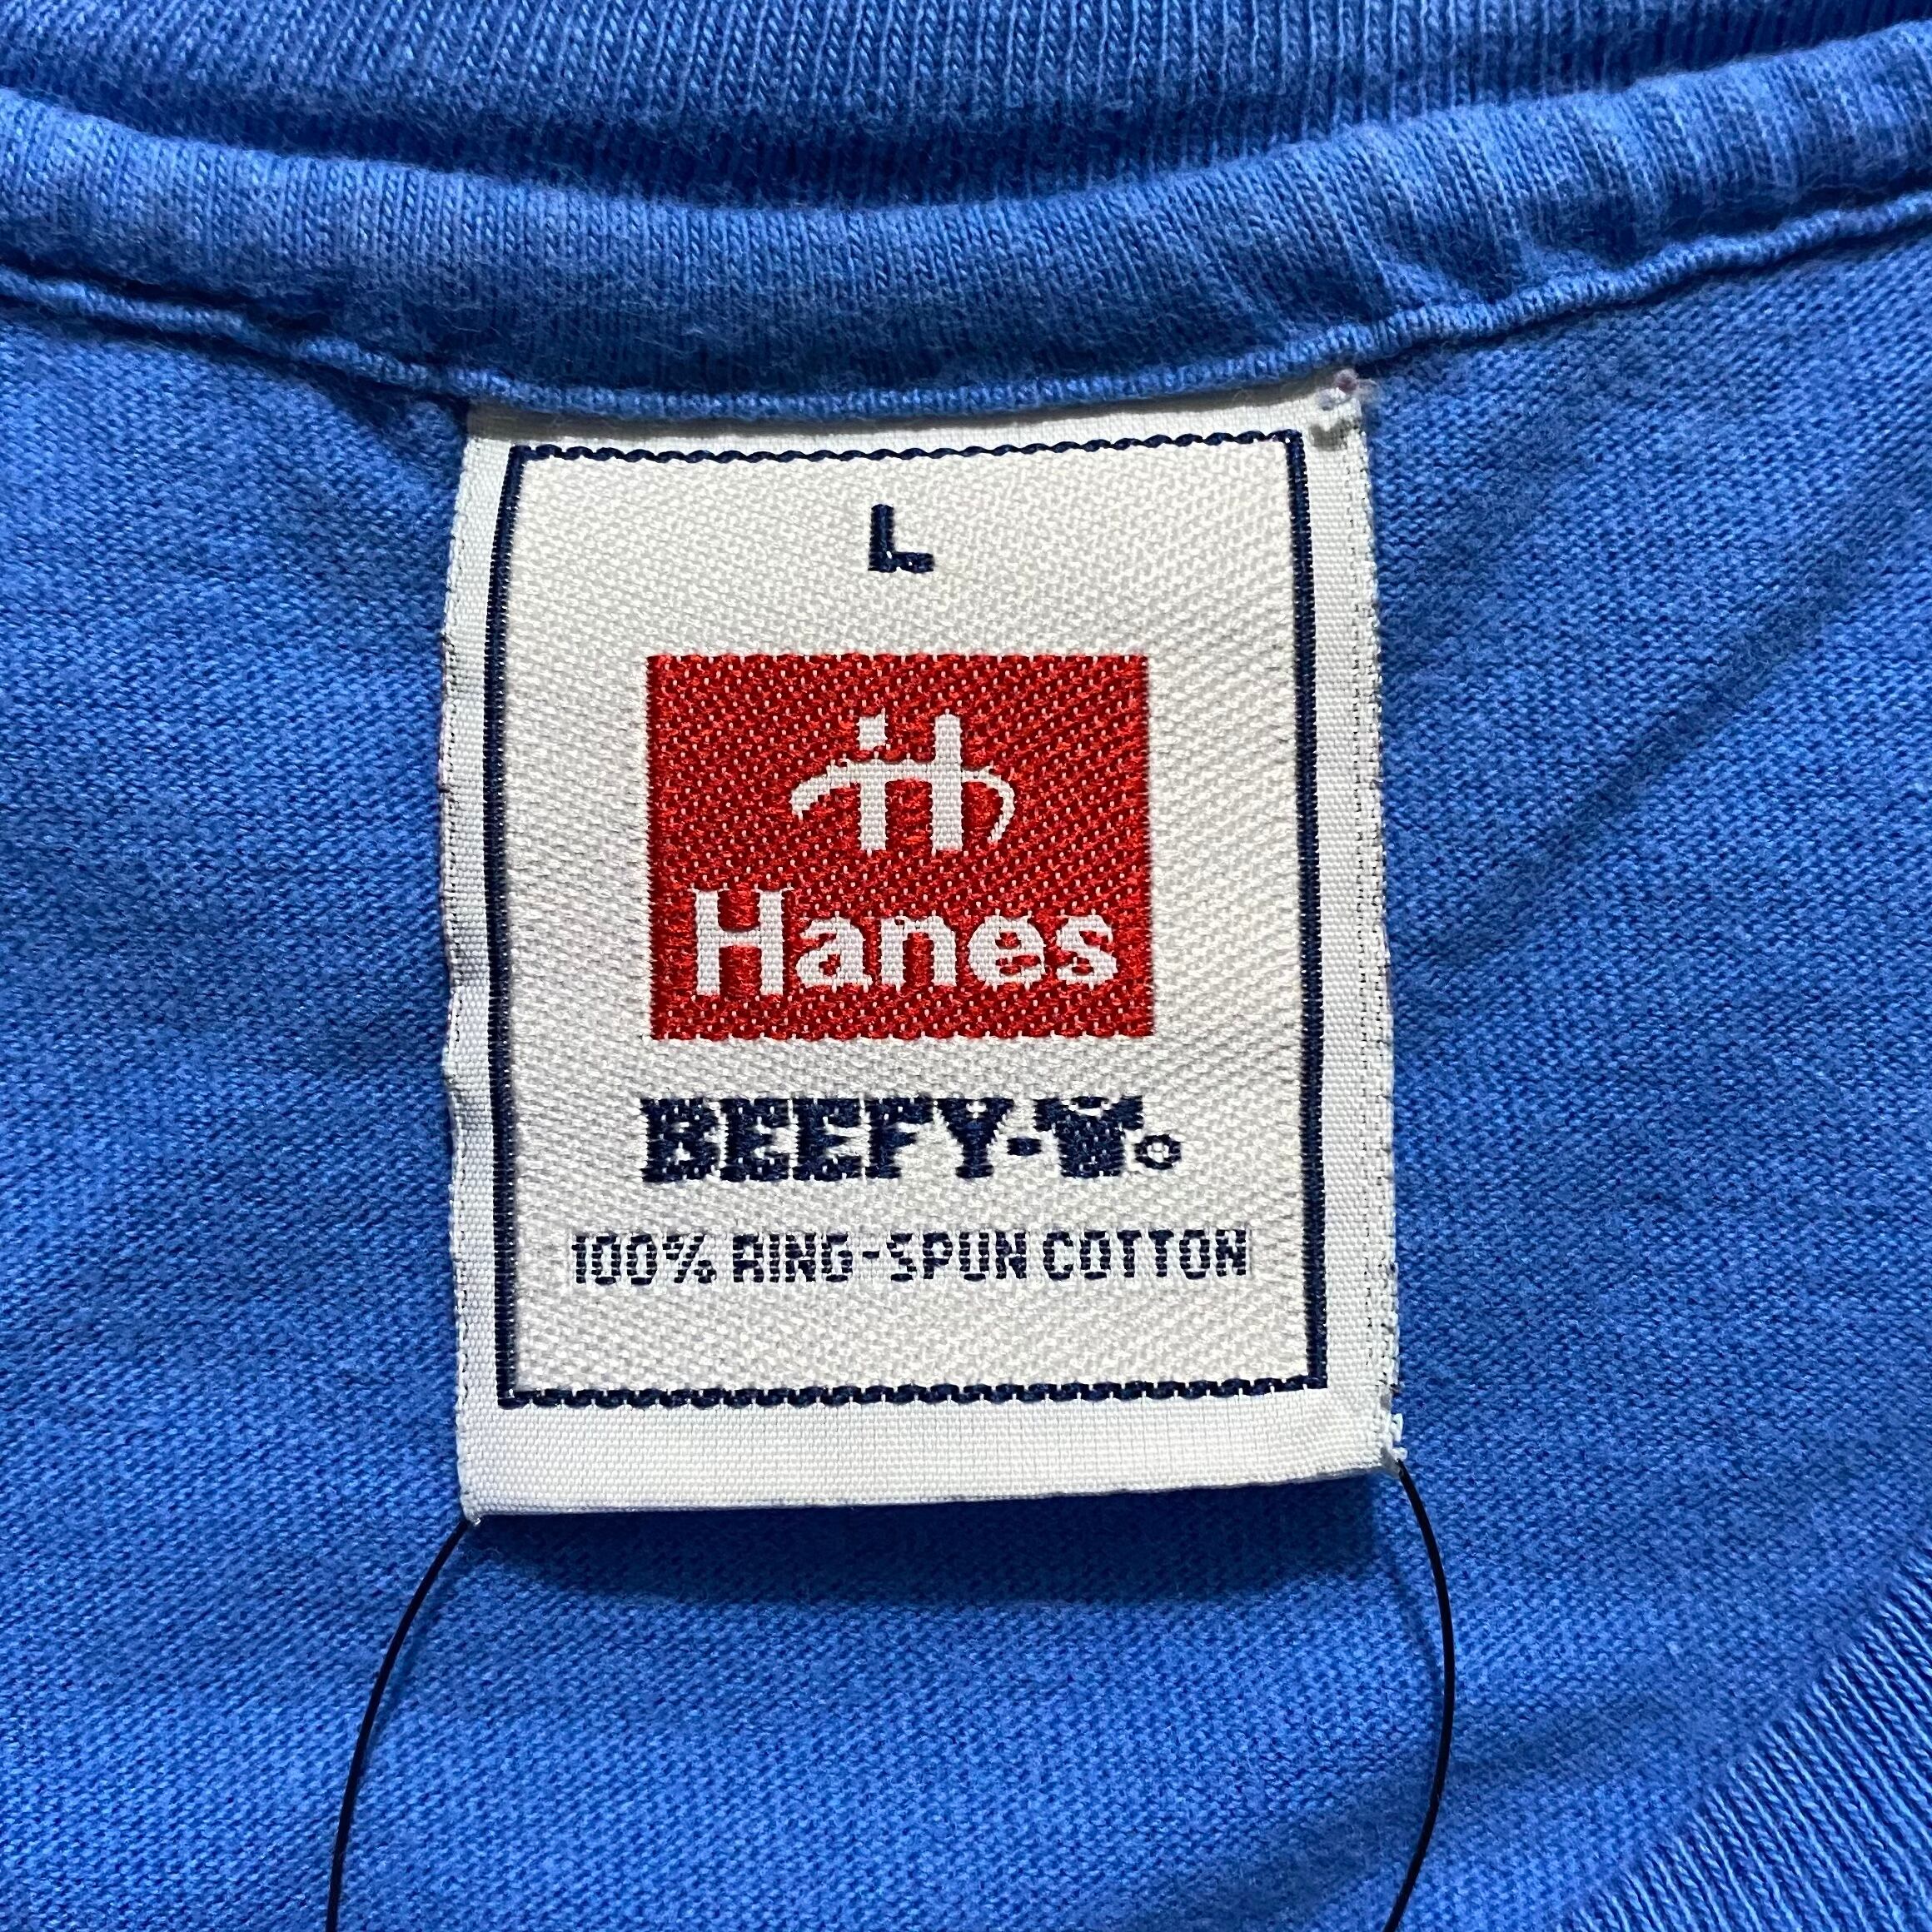 L
Hanes
BEEFY-T®
100% RING-SPUN COTTON